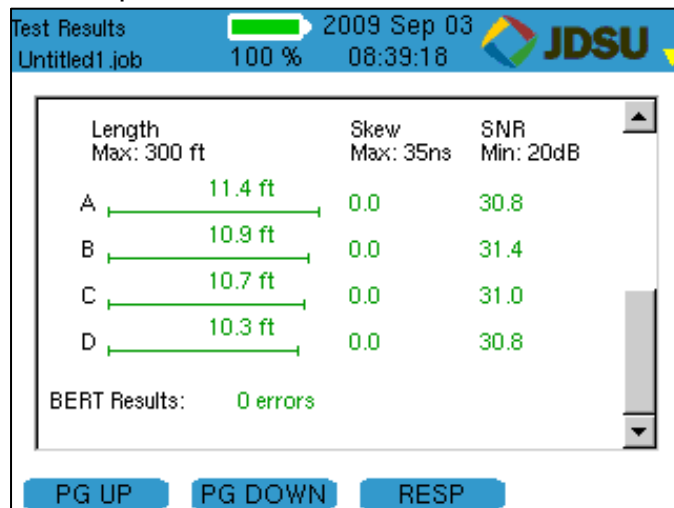 Test Results 2009 Sep 03 JDSU
Untitled1.job 100 % 08:39:18
Length Skew SNR
Max: 300 ft Max: 35ns Min: 20dB
A 11.4 ft 0.0 30.8
B 10.9 ft 0.0 31.4
C 10.7 ft 0.0 31.0
D 10.3 ft 0.0 30.8
BERT Results: 0 errors
PG UP PG DOWN RESP